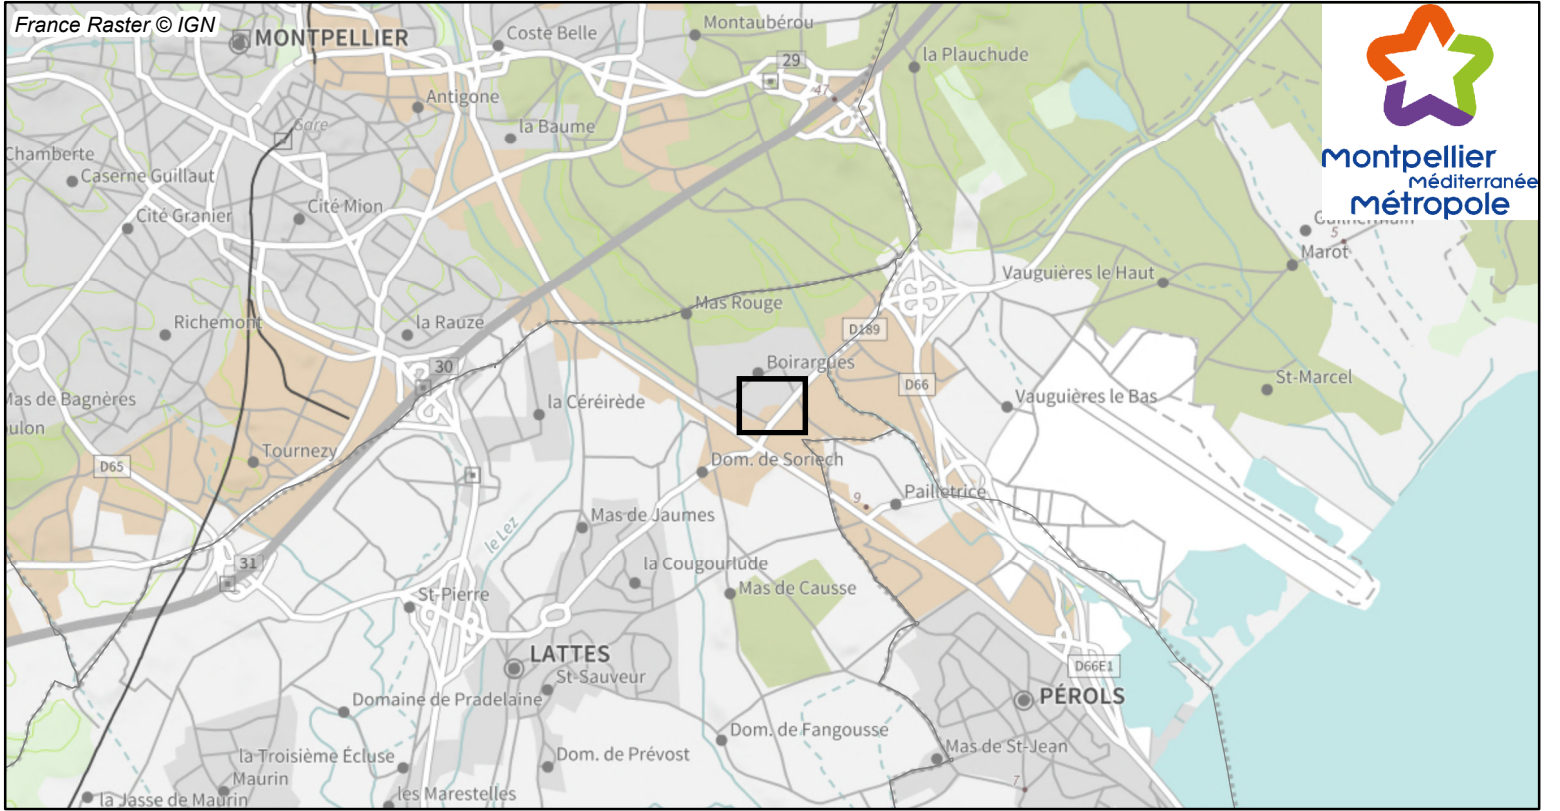 France Raster © IGN
MONTPELLIER
Coste Belle
Montaubérou
29
la Plauchude
47
Antigone
la Baume
Gare
Chamberte
Caserne Guillaut
Cité Granier
Cité Mion
montpellier
méditerranée
métropole
5
Marot
Vauguières le Haut
Mas Rouge
Richemont
la Rauze
D189
30
Boirargues
D66
St-Marcel
Mas de Bagnères
la Céréirède
Vauguières le Bas
oulon
D65
Tournezy
Dom. de Soriech
9
Pailletrice
Mas de Jaumes
le Lez
31
la Cougourlude
St-Pierre
Mas de Causse
LATTES
St-Sauveur
D66E1
Domaine de Pradelaine
PÉROLS
Dom. de Fangousse
la Troisième Écluse
Dom. de Prévost
Mas de St-Jean
Maurin
7
la Jasse de Maurin
les Marestelles